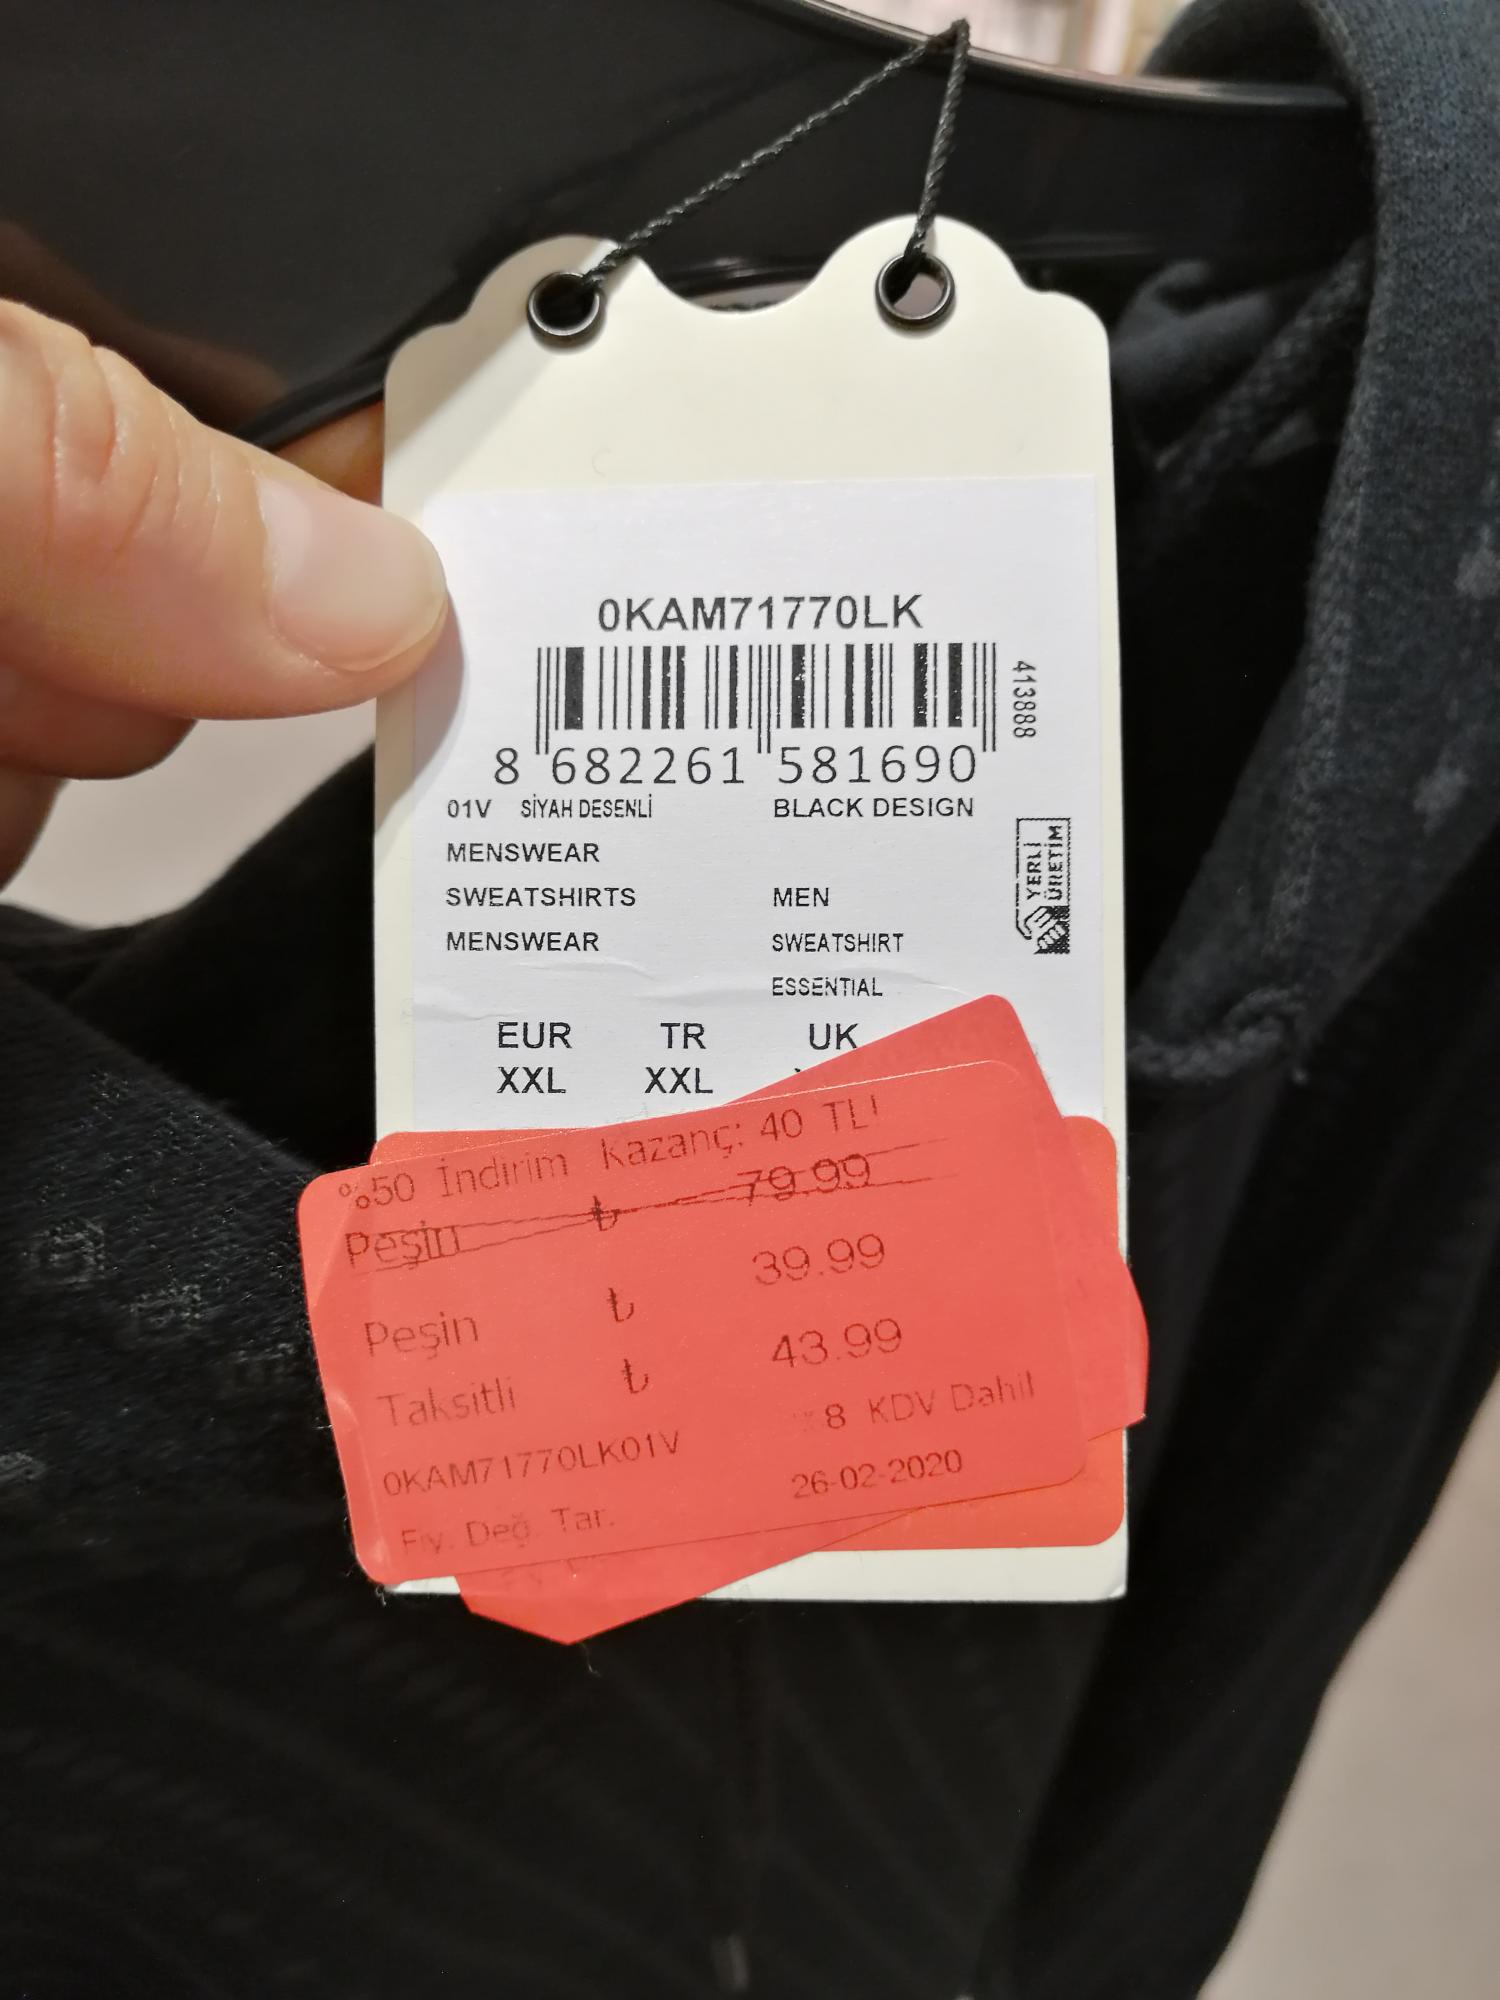 0KAM71770LK
413888
8 682261 581690
01V SİYAH DESENLİ BLACK DESIGN
MENSWEAR
SWEATSHIRTS MEN
MENSWEAR SWEATSHIRT
ESSENTIAL
YERLİ
ÜRETİM
EUR TR UK
XXL XXL
%50 İndirim Kazanç: 40 TL!
Peşin ₺ 79.99
Peşin ₺ 39.99
Taksitli ₺ 43.99
0KAM71770LK01V %8 KDV Dahil
Fiy. Değ. Tar. 26-02-2020